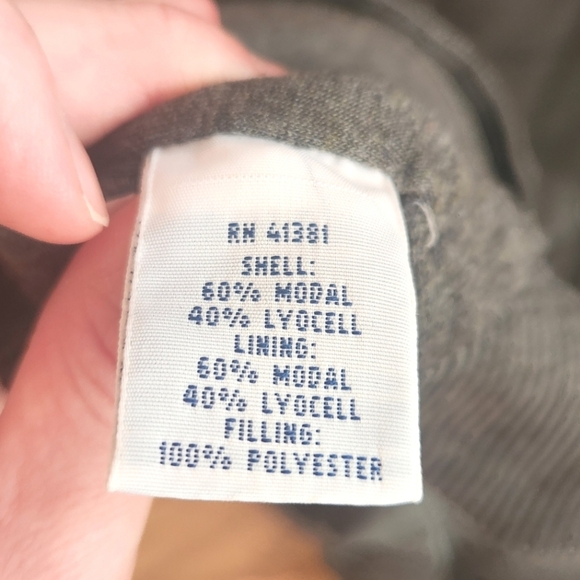 RN 41381
SHELL:
60% MODAL
40% LYOCELL
LINING:
60% MODAL
40% LYOCELL
FILLING:
100% POLYESTER